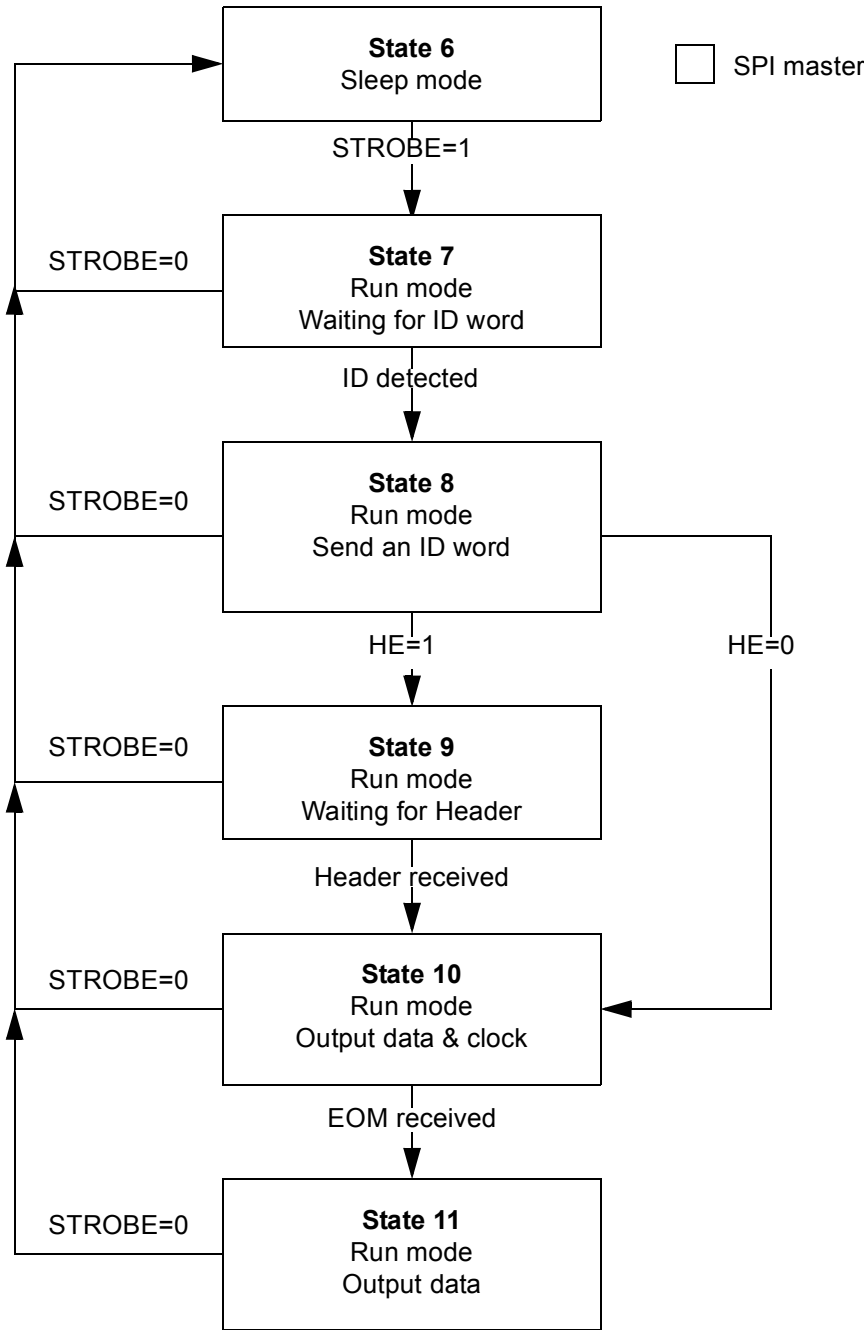 State 6
Sleep mode
SPI master
STROBE=1
STROBE=0
State 7
Run mode
Waiting for ID word
ID detected
STROBE=0
State 8
Run mode
Send an ID word
HE=1
HE=0
STROBE=0
State 9
Run mode
Waiting for Header
Header received
STROBE=0
State 10
Run mode
Output data & clock
EOM received
STROBE=0
State 11
Run mode
Output data